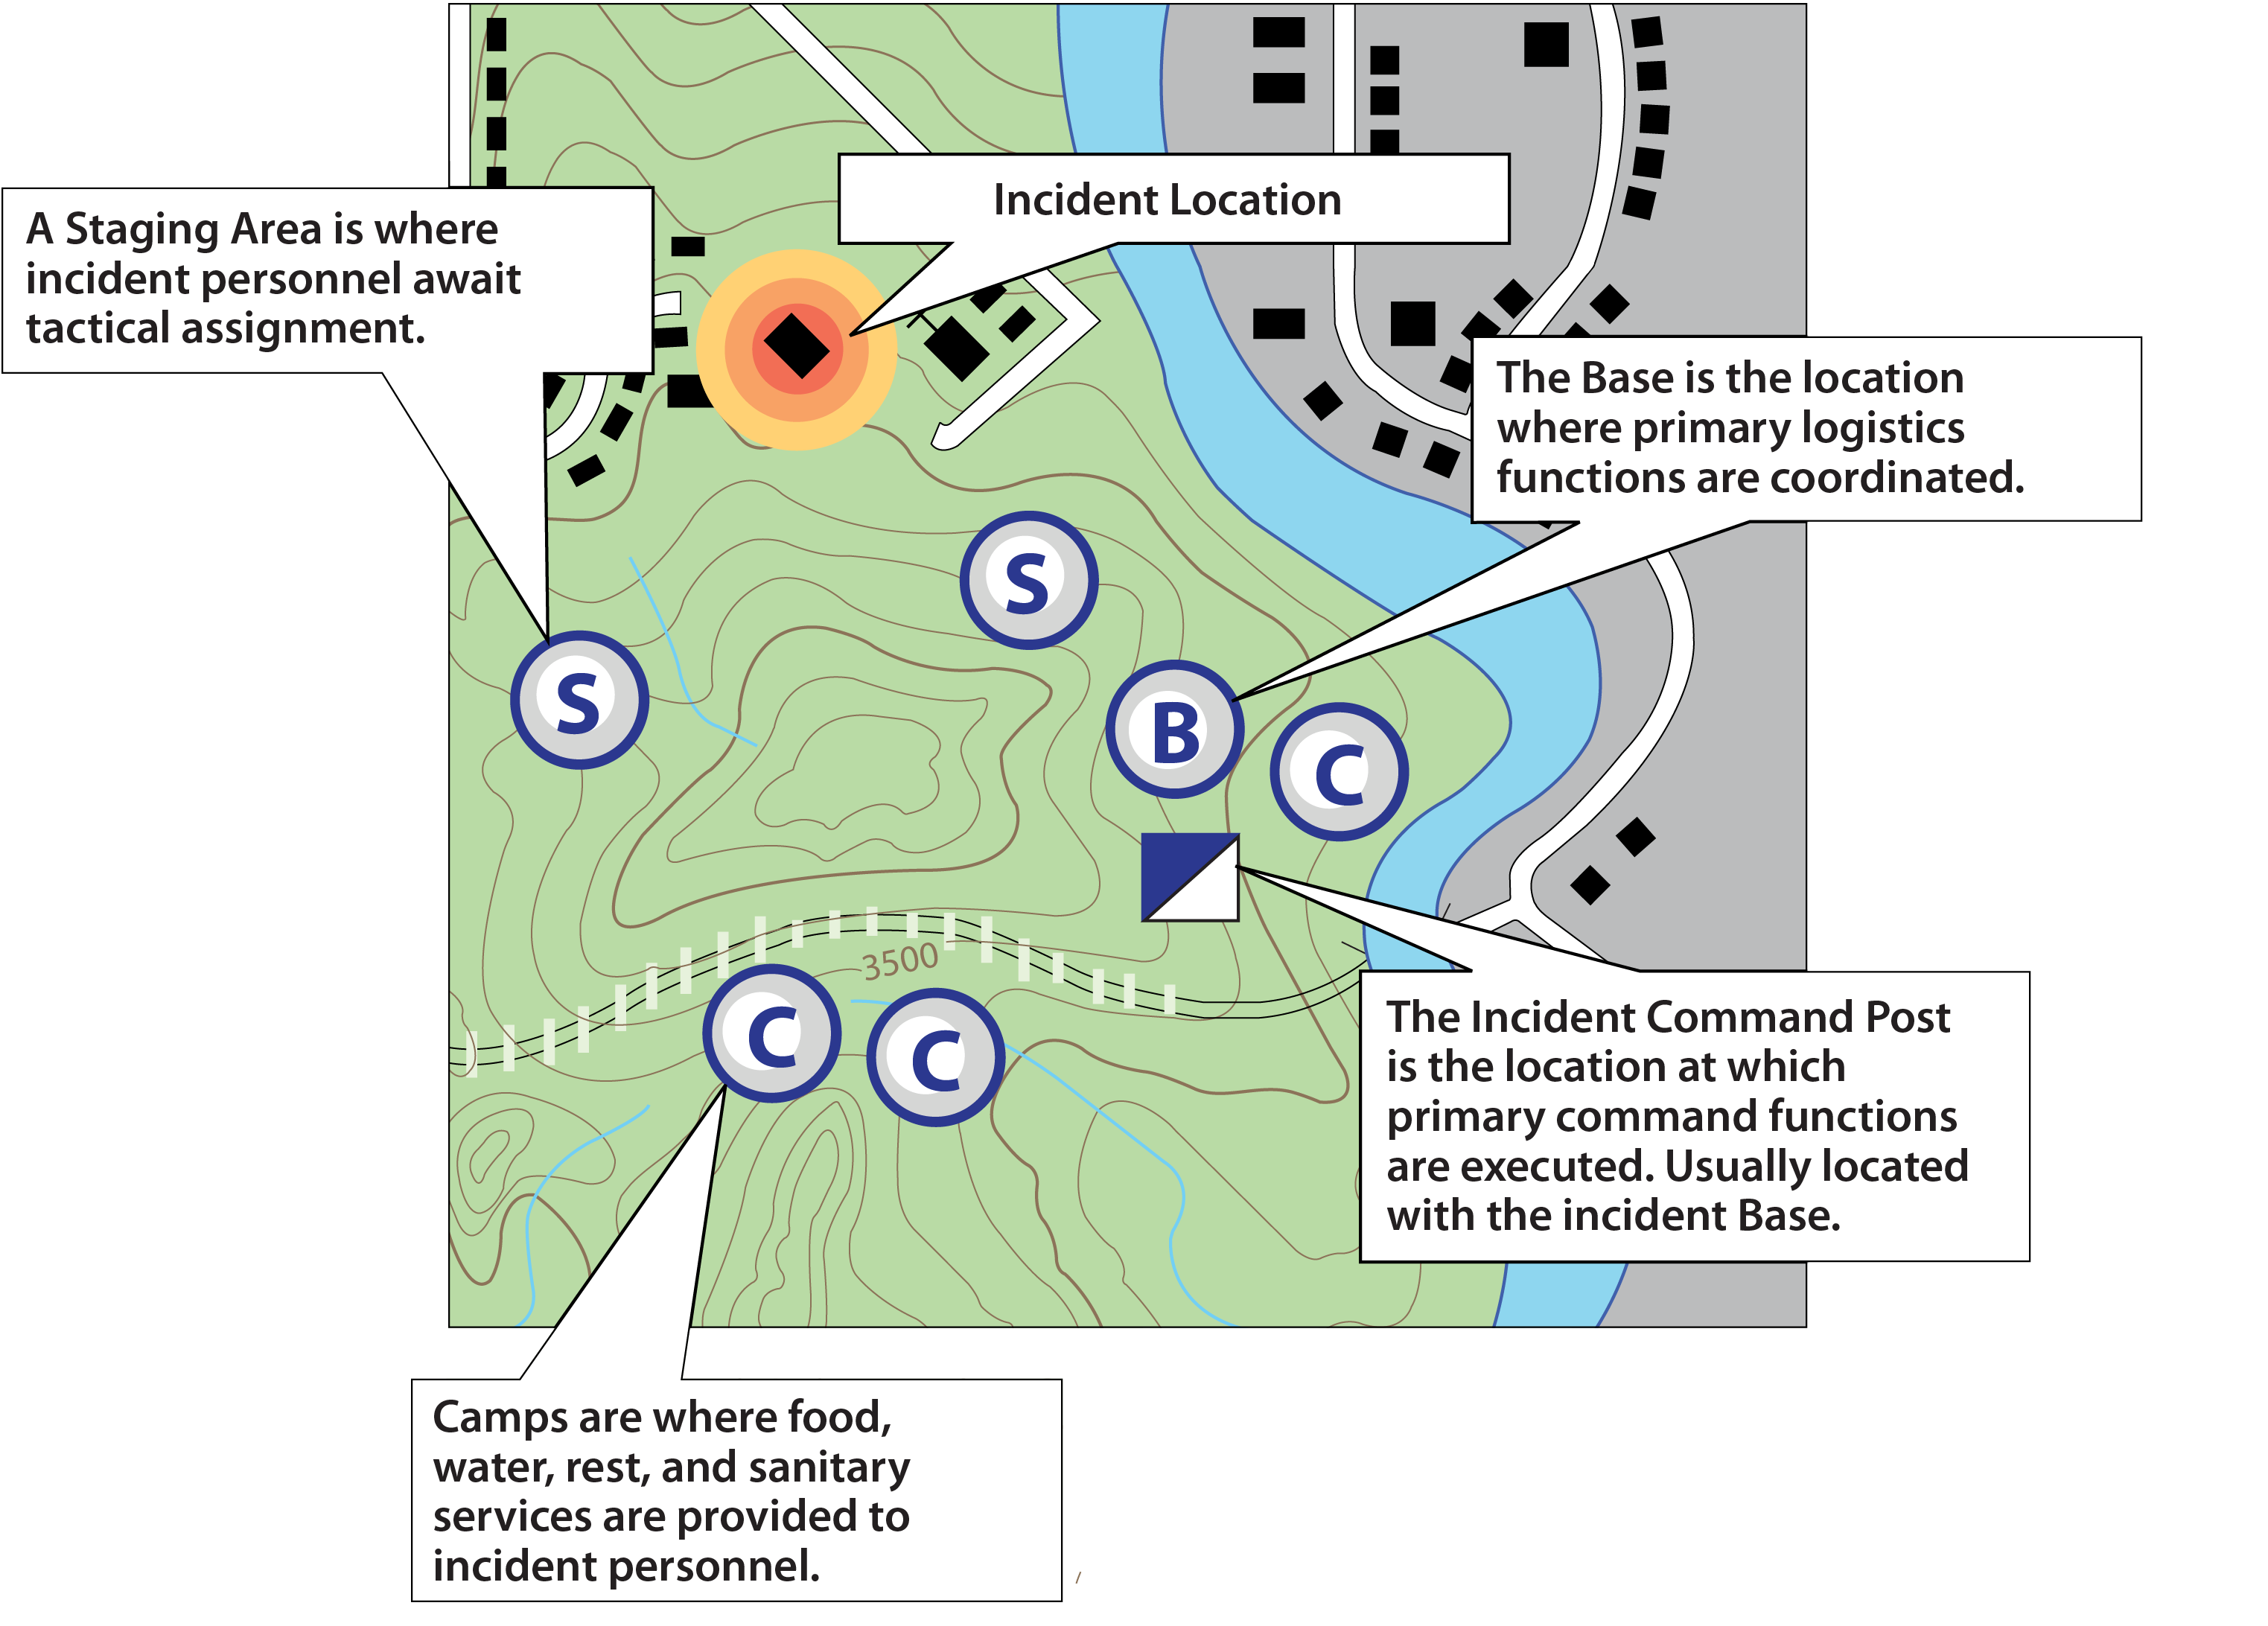 Incident Location
A Staging Area is where
incident personnel await
tactical assignment.
The Base is the location
where primary logistics
functions are coordinated.
S
S
B
C
3500
C
C
The Incident Command Post
is the location at which
primary command functions
are executed. Usually located
with the incident Base.
Camps are where food,
water, rest, and sanitary
services are provided to
incident personnel.